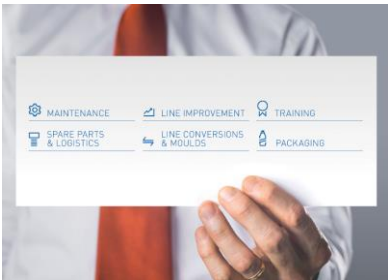 MAINTENANCE
LINE IMPROVEMENT
TRAINING
SPARE PARTS
& LOGISTICS
LINE CONVERSIONS
& MOULDS
PACKAGING